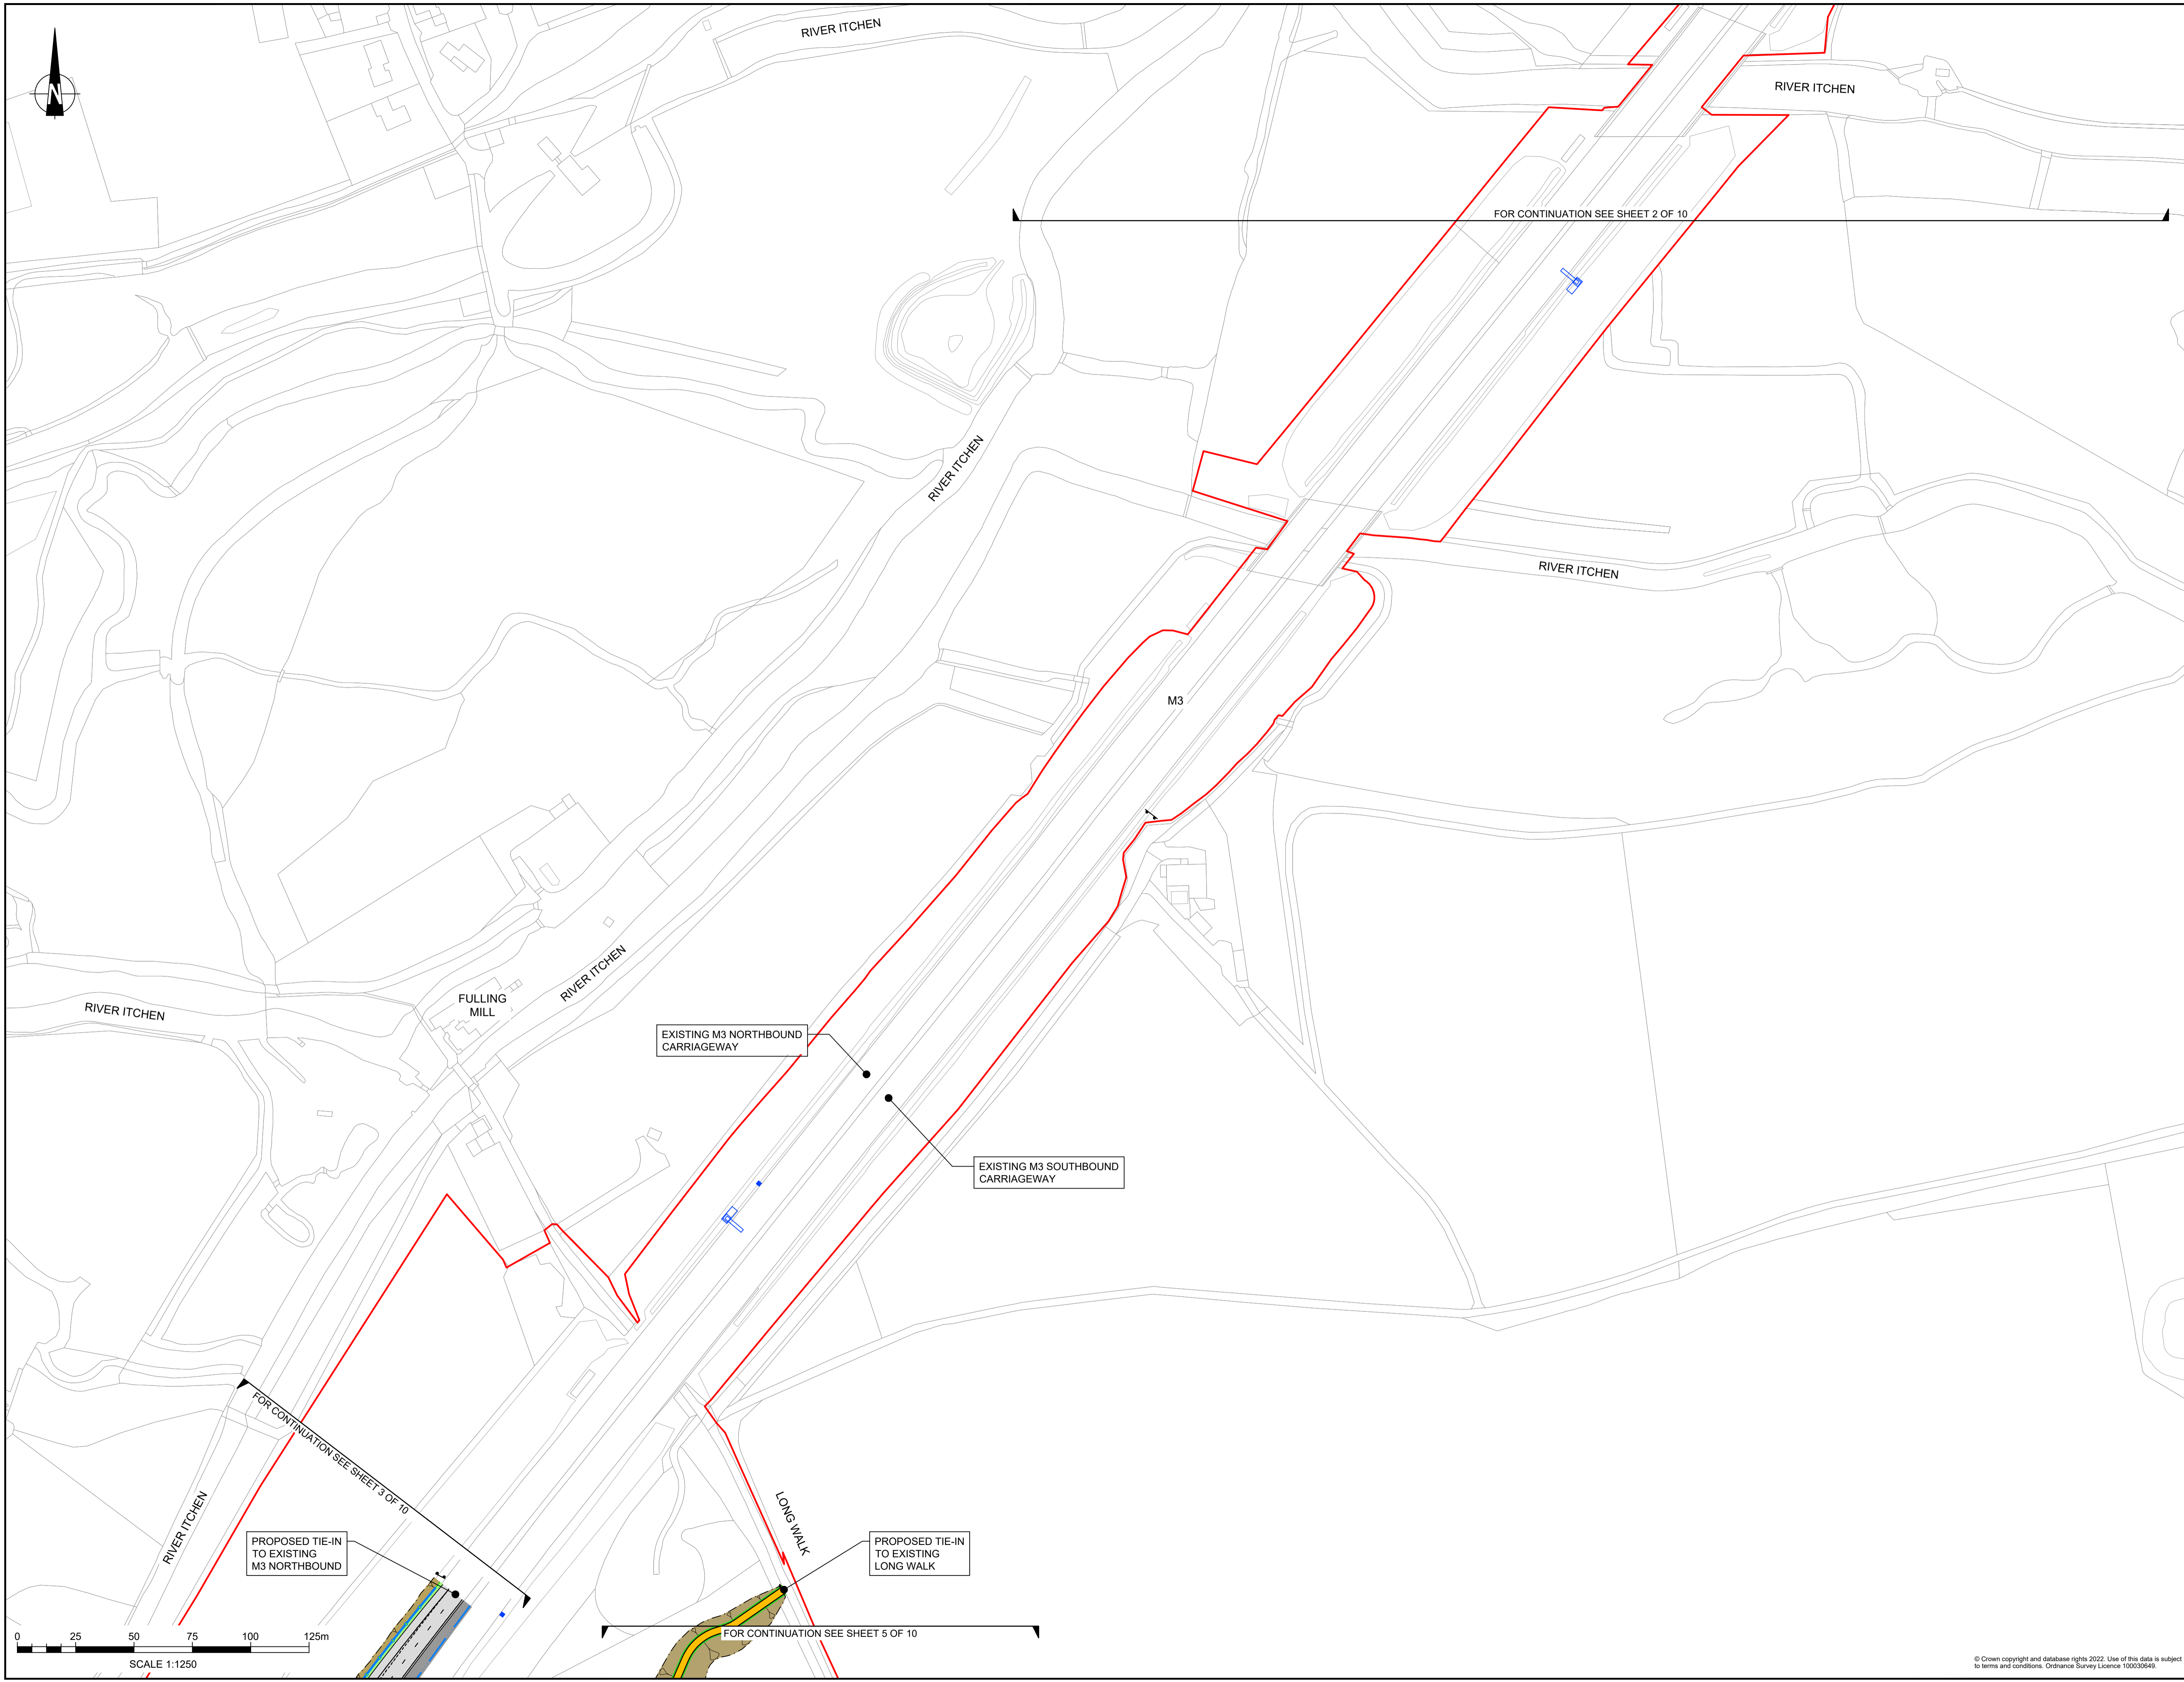 RIVER ITCHEN
N
RIVER ITCHEN
FOR CONTINUATION SEE SHEET 2 OF 10
RIVER ITCHEN
RIVER ITCHEN
M3
RIVER ITCHEN
FULLING
MILL
RIVER ITCHEN
EXISTING M3 NORTHBOUND
CARRIAGEWAY
EXISTING M3 SOUTHBOUND
CARRIAGEWAY
FOR CONTINUATION SEE SHEET 3 OF 10
RIVER ITCHEN
LONG WALK
PROPOSED TIE-IN
TO EXISTING
M3 NORTHBOUND
PROPOSED TIE-IN
TO EXISTING
LONG WALK
FOR CONTINUATION SEE SHEET 5 OF 10
0 25 50 75 100 125m
SCALE 1:1250
© Crown copyright and database rights 2022. Use of this data is subject
to terms and conditions. Ordnance Survey Licence 100030649.